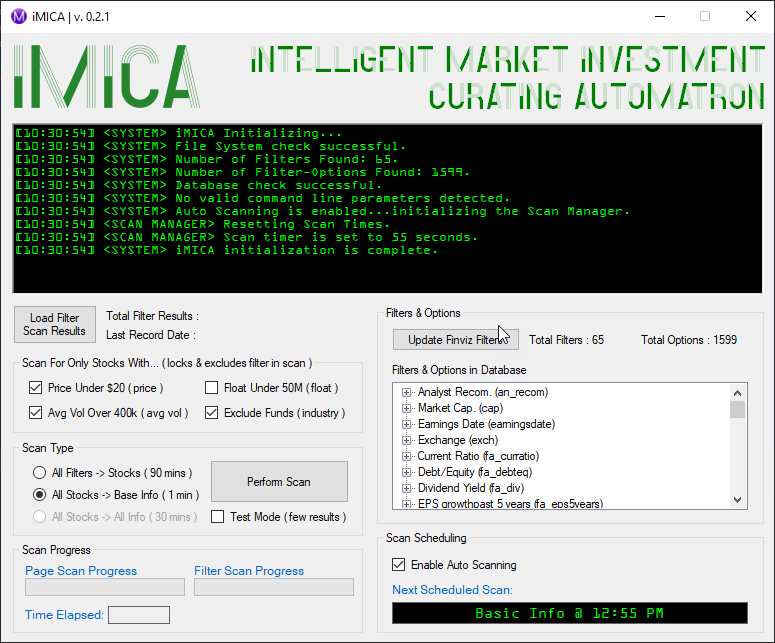 iMICA | v. 0.2.1
iMiCA
iNTELLiGENT MARKET iNVESTMENT
CURATiNG AUTOMATRON
[10:30:54] <SYSTEM> iMICA Initializing...
[10:30:54] <SYSTEM> File System check successful.
[10:30:54] <SYSTEM> Number of Filters Found: 65.
[10:30:54] <SYSTEM> Number of Filter-Options Found: 1599.
[10:30:54] <SYSTEM> Database check successful.
[10:30:54] <SYSTEM> No valid command line parameters detected.
[10:30:54] <SYSTEM> Auto Scanning is enabled...initializing the Scan Manager.
[10:30:54] <SCAN MANAGER> Resetting Scan Times.
[10:30:54] <SCAN MANAGER> Scan timer is set to 55 seconds.
[10:30:54] <SYSTEM> iMICA initialization is complete.
Load Filter
Scan Results
Total Filter Results :
Last Record Date :
Scan For Only Stocks With... ( locks & excludes filter in scan )
Price Under $20 ( price )
Float Under 50M ( float )
Avg Vol Over 400k ( avg vol )
Exclude Funds ( industry )
Scan Type
All Filters -> Stocks ( 90 mins )
All Stocks -> Base Info ( 1 min )
All Stocks -> All Info ( 30 mins )
Perform Scan
Test Mode ( few results )
Scan Progress
Page Scan Progress
Filter Scan Progress
Time Elapsed:
Filters & Options
Update Finviz Filters
Total Filters : 65
Total Options : 1599
Filters & Options in Database
Analyst Recom. (an_recom)
Market Cap. (cap)
Earnings Date (earningsdate)
Exchange (exch)
Current Ratio (fa_curratio)
Debt/Equity (fa_debteq)
Dividend Yield (fa_div)
EPS growthpast 5 years (fa_eps5years)
Scan Scheduling
Enable Auto Scanning
Next Scheduled Scan:
Basic Info @ 12:55 PM